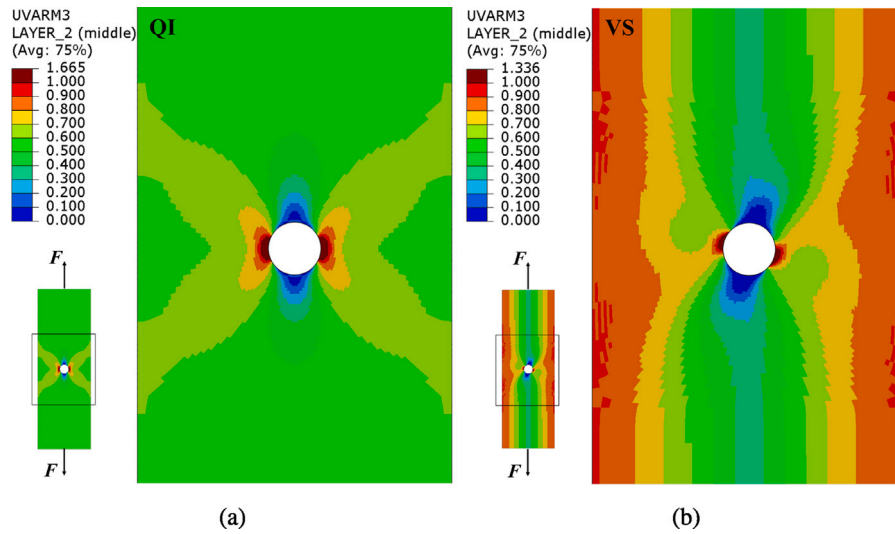 UVARM3
LAYER_2 (middle)
(Avg: 75%)
1.665
1.000
0.900
0.800
0.700
0.600
0.500
0.400
0.300
0.200
0.100
0.000
QI
F
F
(a)
UVARM3
LAYER_2 (middle)
(Avg: 75%)
1.336
1.000
0.900
0.800
0.700
0.600
0.500
0.400
0.300
0.200
0.100
0.000
VS
F
F
(b)